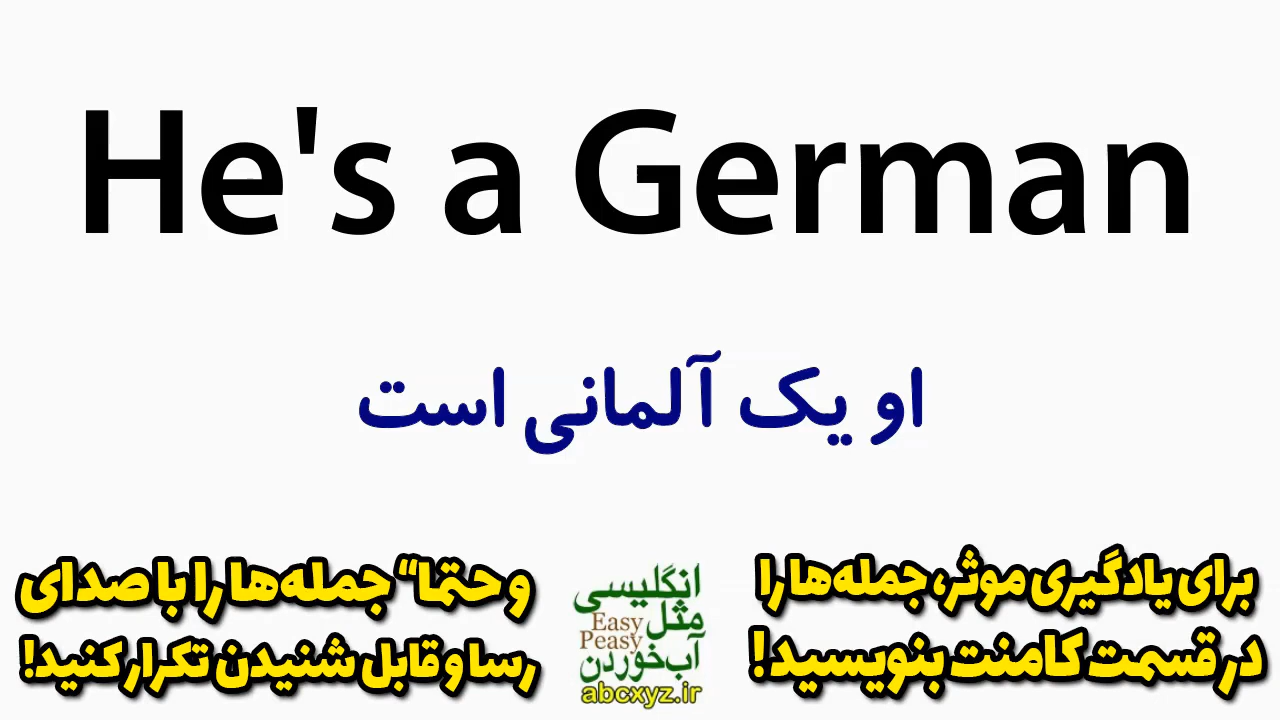 He's a German
او یک آلمانی است
برای یادگیری موثر، جمله‌ها را
در قسمت کامنت بنویسید!
و حتما“ جمله‌ها را با صدای
رسا و قابل شنیدن تکرار کنید!
انگلیسی
مثل Easy
Peasy
آب خوردن
abcxyz.ir